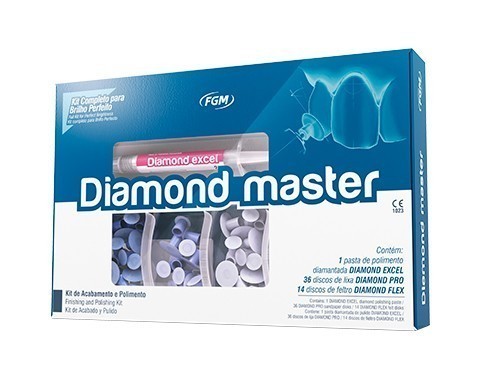 Kit Completo para
Brilho Perfeito
Full Kit for Perfect Brightness
Kit Completo para Brillo Perfecto
FGM
Diamond excel
Diamond master
CE
1023
Kit de Acabamento e Polimento
Finishing and Polishing Kit
Kit de Acabado y Pulido
Contém:
1 pasta de polimento
diamantada DIAMOND EXCEL
36 discos de lixa DIAMOND PRO
14 discos de feltro DIAMOND FLEX
Diamond master